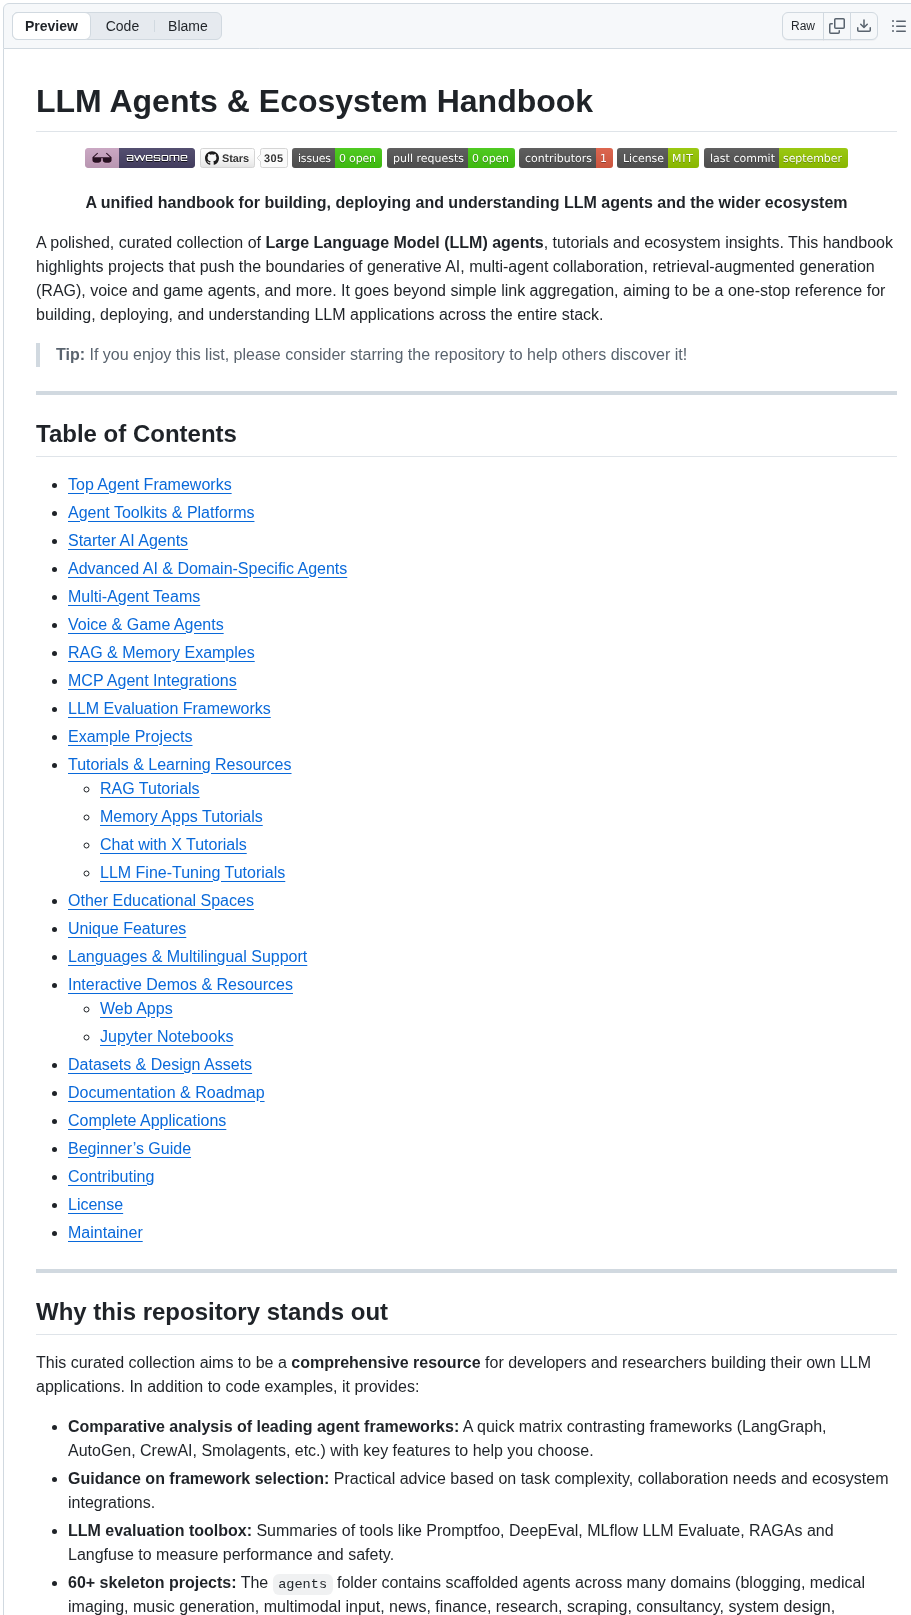 Preview Code Blame Raw
LLM Agents & Ecosystem Handbook
awesome Stars 305 issues 0 open pull requests 0 open contributors 1 License MIT last commit september
A unified handbook for building, deploying and understanding LLM agents and the wider ecosystem
A polished, curated collection of Large Language Model (LLM) agents, tutorials and ecosystem insights. This handbook
highlights projects that push the boundaries of generative AI, multi-agent collaboration, retrieval-augmented generation
(RAG), voice and game agents, and more. It goes beyond simple link aggregation, aiming to be a one-stop reference for
building, deploying, and understanding LLM applications across the entire stack.
Tip: If you enjoy this list, please consider starring the repository to help others discover it!
Table of Contents
Top Agent Frameworks
Agent Toolkits & Platforms
Starter AI Agents
Advanced AI & Domain-Specific Agents
Multi-Agent Teams
Voice & Game Agents
RAG & Memory Examples
MCP Agent Integrations
LLM Evaluation Frameworks
Example Projects
Tutorials & Learning Resources
RAG Tutorials
Memory Apps Tutorials
Chat with X Tutorials
LLM Fine-Tuning Tutorials
Other Educational Spaces
Unique Features
Languages & Multilingual Support
Interactive Demos & Resources
Web Apps
Jupyter Notebooks
Datasets & Design Assets
Documentation & Roadmap
Complete Applications
Beginner’s Guide
Contributing
License
Maintainer
Why this repository stands out
This curated collection aims to be a comprehensive resource for developers and researchers building their own LLM
applications. In addition to code examples, it provides:
Comparative analysis of leading agent frameworks: A quick matrix contrasting frameworks (LangGraph,
AutoGen, CrewAI, Smolagents, etc.) with key features to help you choose.
Guidance on framework selection: Practical advice based on task complexity, collaboration needs and ecosystem
integrations.
LLM evaluation toolbox: Summaries of tools like Promptfoo, DeepEval, MLflow LLM Evaluate, RAGAs and
Langfuse to measure performance and safety.
60+ skeleton projects: The agents folder contains scaffolded agents across many domains (blogging, medical
imaging, music generation, multimodal input, news, finance, research, scraping, consultancy, system design,